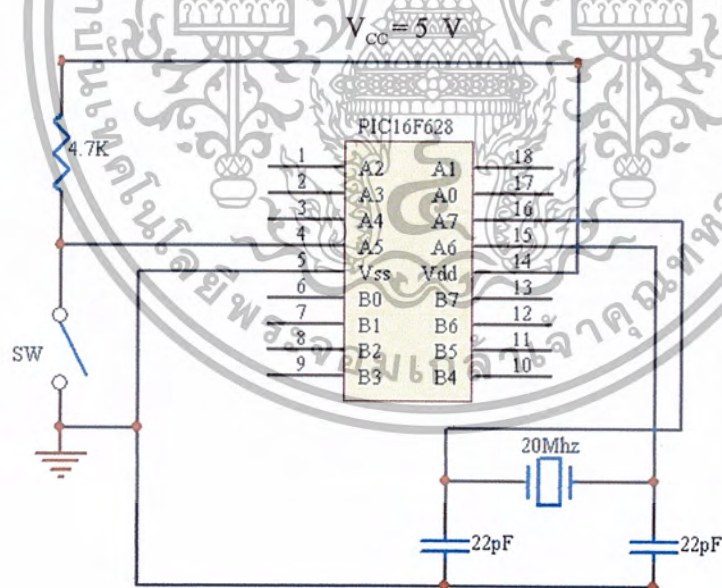 V_CC = 5 V
PIC16F628
4.7K
1 A2 A1 18
2 A3 A0 17
3 A4 A7 16
4 A5 A6 15
5 Vss Vdd 14
6 B0 B7 13
7 B1 B6 12
8 B2 B5 11
9 B3 B4 10
SW
20Mhz
22pF 22pF